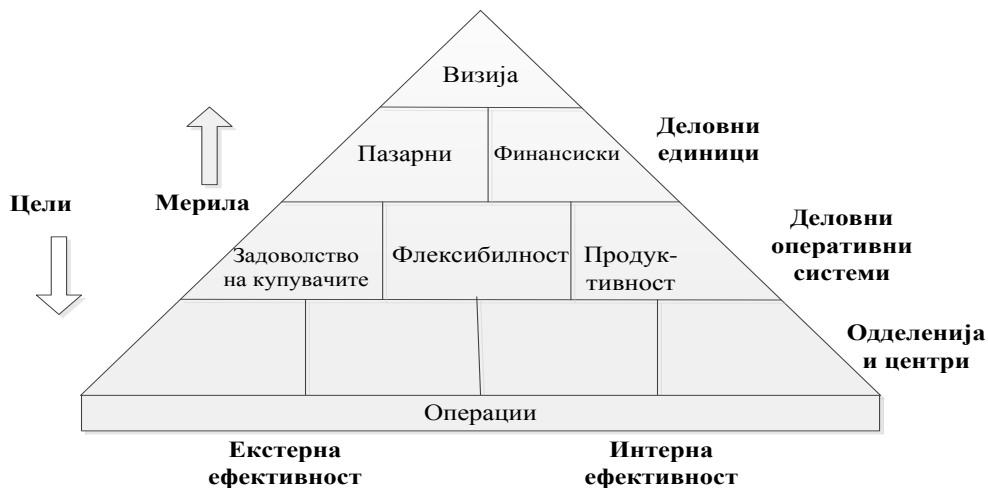 Визија
Пазарни
Финансиски
Деловни
единици
Цели
Мерила
Задоволство
на купувачите
Флексибилност
Продук-
тивност
Деловни
оперативни
системи
Одделенија
и центри
Операции
Екстерна
ефективност
Интерна
ефективност